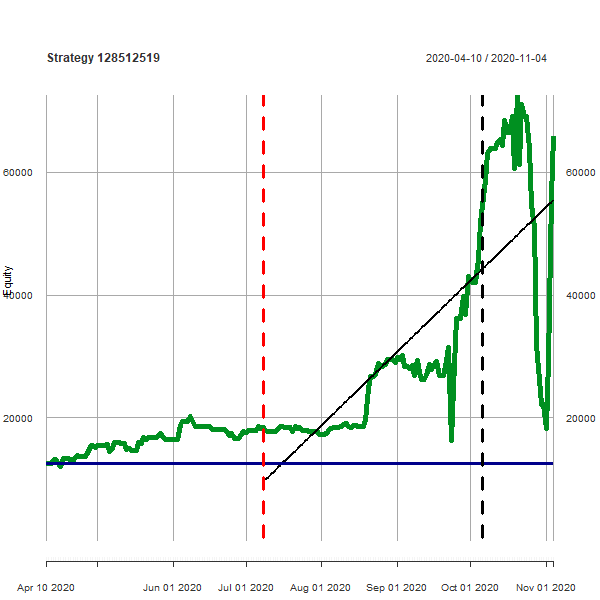 Strategy 128512519
2020-04-10 / 2020-11-04
60000
60000
Equity
40000
40000
20000
20000
Apr 10 2020
Jun 01 2020
Jul 01 2020
Aug 01 2020
Sep 01 2020
Oct 01 2020
Nov 01 2020